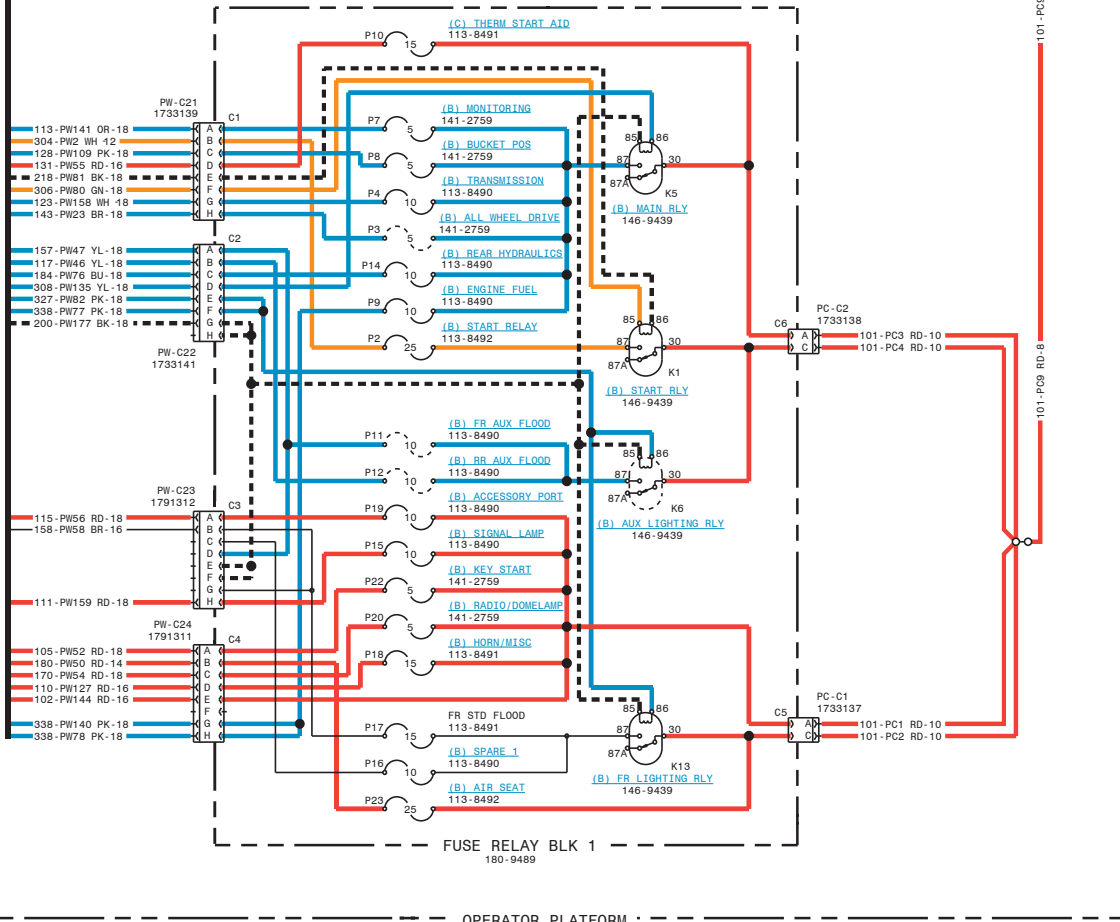 (C) THERM START AID
P10 15 113-8491
PW-C21
1733139
C1
113-PW141 OR-18 A
304-PW2 WH 12 B
128-PW109 PK-18 C
131-PW55 RD-16 D
218-PW81 BK-18 E
306-PW80 GN-18 F
123-PW158 WH -18 G
143-PW23 BR-18 H
(B) MONITORING
P7 5 141-2759
(B) BUCKET POS
P8 5 141-2759
(B) TRANSMISSION
P4 10 113-8490
(B) ALL WHEEL DRIVE
P3 5 141-2759
(B) REAR HYDRAULICS
P14 10 113-8490
(B) ENGINE FUEL
P9 10 113-8490
(B) START RELAY
P2 25 113-8492
85 86
87 30
87A
K5
(B) MAIN RLY
146-9439
C2
157-PW47 YL-18 A
117-PW46 YL-18 B
184-PW76 BU-18 C
308-PW135 YL-18 D
327-PW82 PK-18 E
338-PW77 PK-18 F
200-PW177 BK-18 G
H
PW-C22
1733141
85 86
87 30
87A
K1
(B) START RLY
146-9439
PC-C2
1733138
C6
A 101-PC3 RD-10
C 101-PC4 RD-10
101-PC9
101-PC9 RD-8
(B) FR AUX FLOOD
P11 10 113-8490
(B) RR AUX FLOOD
P12 10 113-8490
85 86
87 30
87A
K6
(B) AUX LIGHTING RLY
146-9439
PW-C23
1791312
C3
115-PW56 RD-18 A
158-PW58 BR-16 B
C
D
E
F
G
111-PW159 RD-18 H
(B) ACCESSORY PORT
P19 10 113-8490
(B) SIGNAL LAMP
P15 10 113-8490
(B) KEY START
P22 5 141-2759
(B) RADIO/DOMELAMP
P20 5 141-2759
(B) HORN/MISC
P18 15 113-8491
PW-C24
1791311
C4
105-PW52 RD-18 A
180-PW50 RD-14 B
170-PW54 RD-18 C
110-PW127 RD-16 D
102-PW144 RD-16 E
F
338-PW140 PK-18 G
338-PW78 PK-18 H
FR STD FLOOD
P17 15 113-8491
(B) SPARE 1
P16 10 113-8490
(B) AIR SEAT
P23 25 113-8492
85 86
87 30
87A
K13
(B) FR LIGHTING RLY
146-9439
PC-C1
1733137
C5
A 101-PC1 RD-10
C 101-PC2 RD-10
FUSE RELAY BLK 1
180-9489
OPERATOR PLATFORM